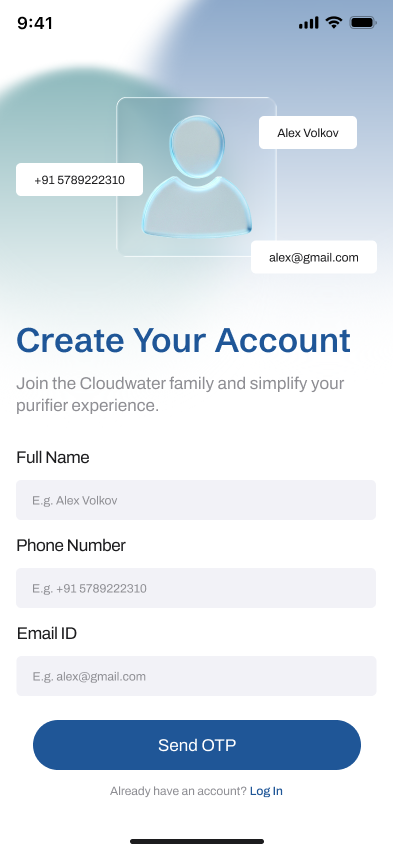 9:41
Alex Volkov
+91 5789222310
alex@gmail.com
Create Your Account
Join the Cloudwater family and simplify your
purifier experience.
Full Name
E.g. Alex Volkov
Phone Number
E.g. +91 5789222310
Email ID
E.g. alex@gmail.com
Send OTP
Already have an account? Log In